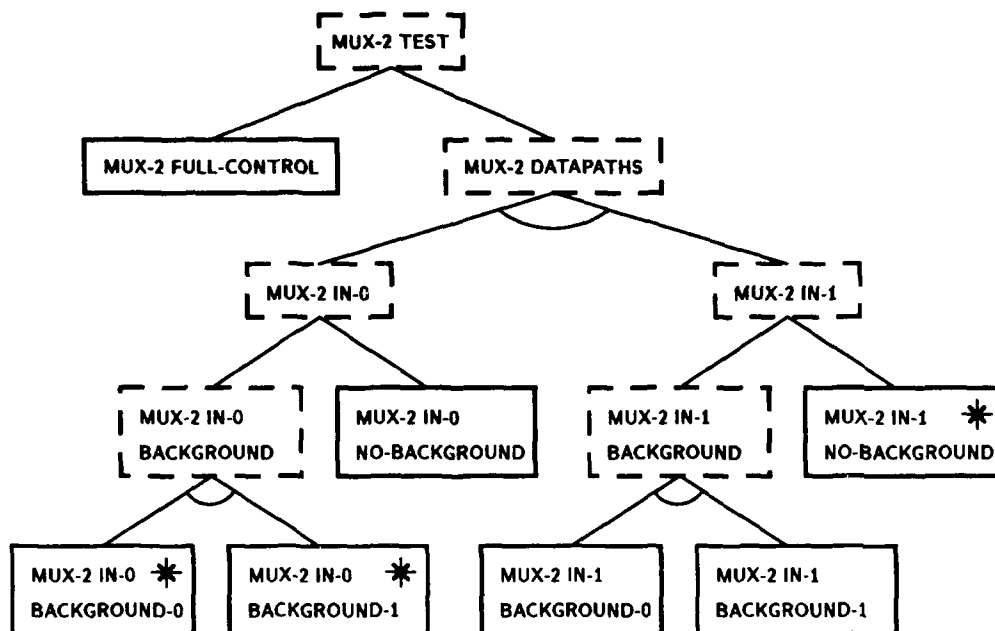 MUX-2 TEST
MUX-2 FULL-CONTROL
MUX-2 DATAPATHS
MUX-2 IN-0
MUX-2 IN-1
MUX-2 IN-0
BACKGROUND
MUX-2 IN-0
NO-BACKGROUND
MUX-2 IN-1
BACKGROUND
MUX-2 IN-1
NO-BACKGROUND
MUX-2 IN-0
BACKGROUND-0
MUX-2 IN-0
BACKGROUND-1
MUX-2 IN-1
BACKGROUND-0
MUX-2 IN-1
BACKGROUND-1